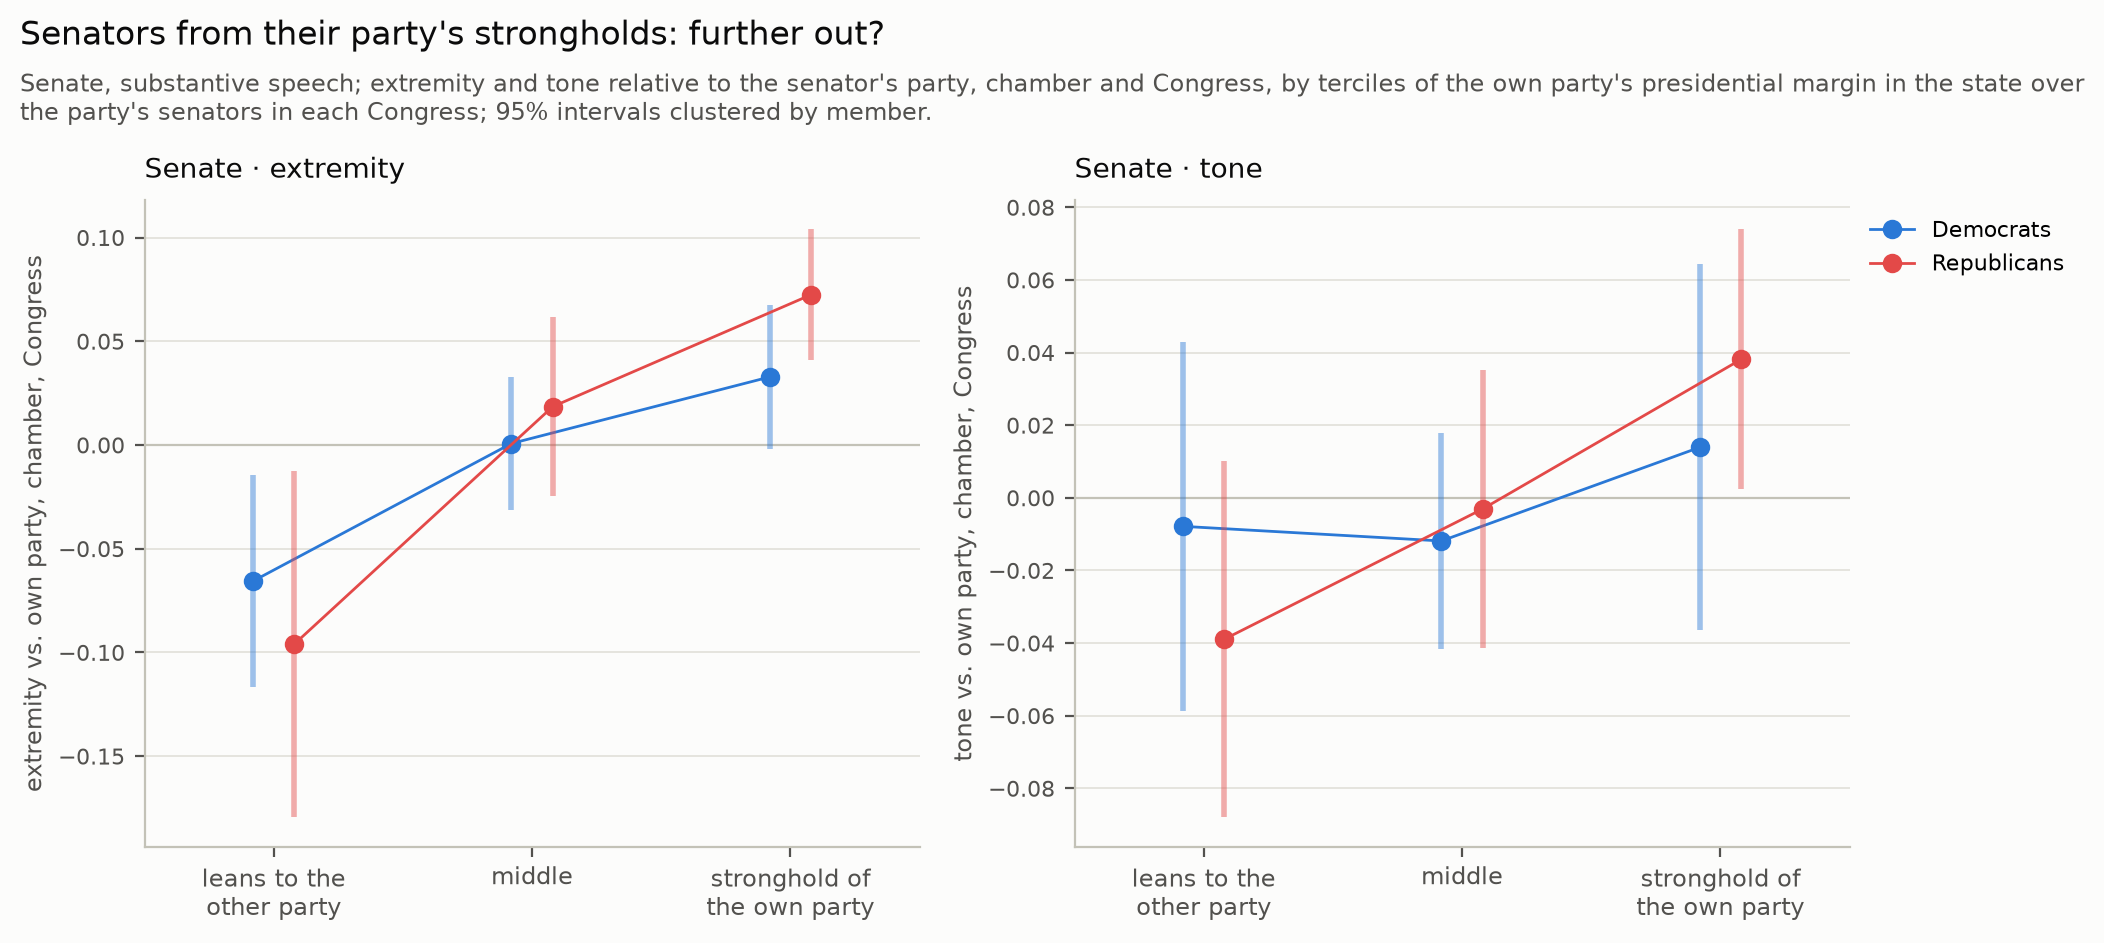 Senators from their party's strongholds: further out?
Senate, substantive speech; extremity and tone relative to the senator's party, chamber and Congress, by terciles of the own party's presidential margin in the state over
the party's senators in each Congress; 95% intervals clustered by member.
Senate · extremity
extremity vs. own party, chamber, Congress
0.10
0.05
0.00
−0.05
−0.10
−0.15
leans to the
other party
middle
stronghold of
the own party
Senate · tone
tone vs. own party, chamber, Congress
0.08
0.06
0.04
0.02
0.00
−0.02
−0.04
−0.06
−0.08
leans to the
other party
middle
stronghold of
the own party
Democrats
Republicans